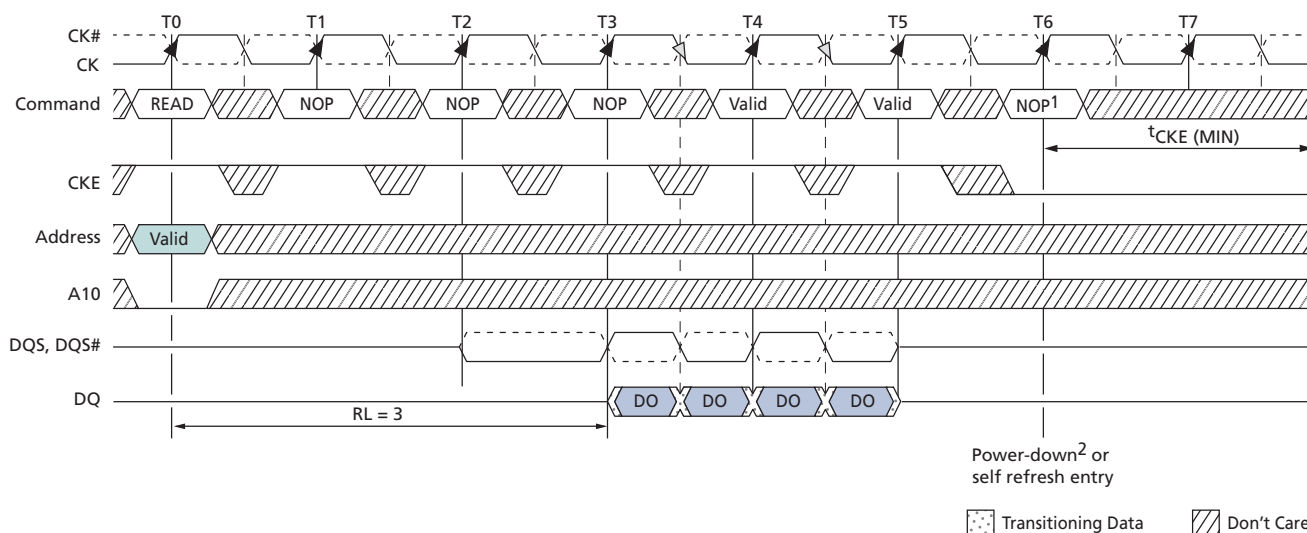 T0 T1 T2 T3 T4 T5 T6 T7
CK#
CK
Command READ NOP NOP NOP Valid Valid NOP1
tCKE (MIN)
CKE
Address Valid
A10
DQS, DQS#
DQ DO DO DO DO
RL = 3
Power-down2 or
self refresh entry
Transitioning Data Don't Care